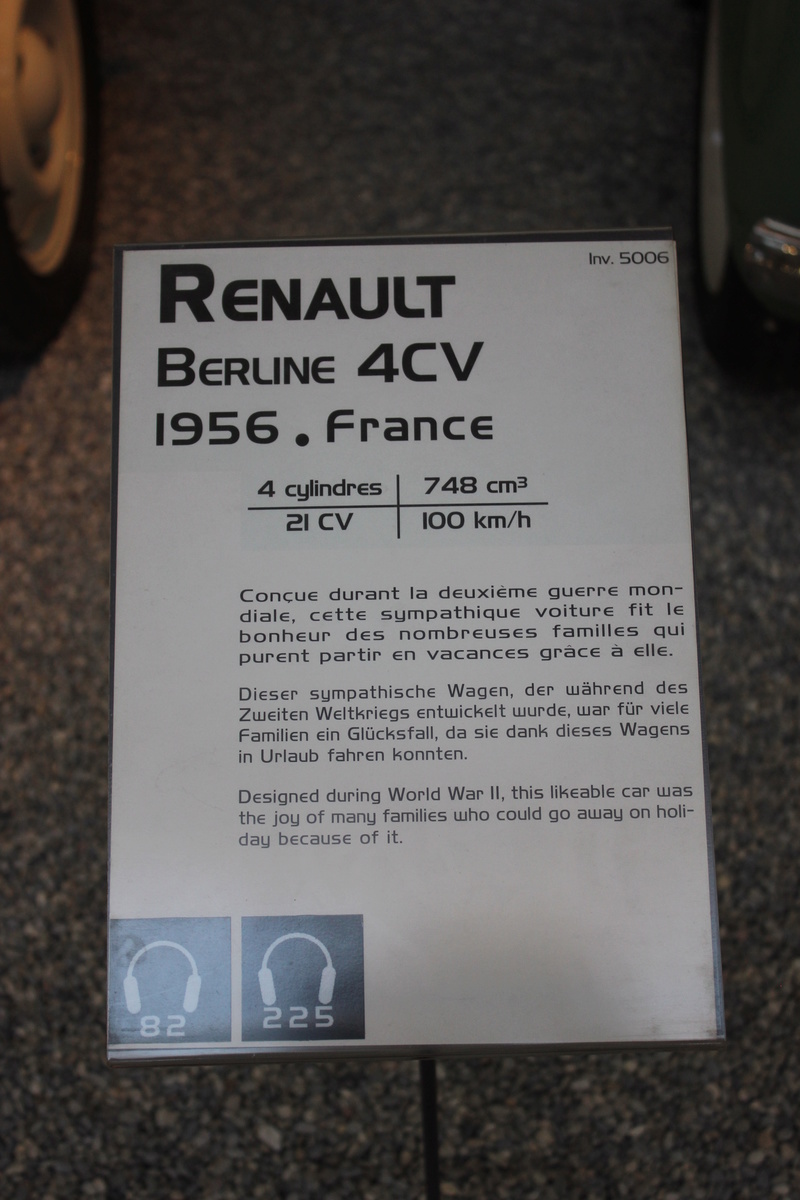 Inv. 5006
RENAULT
BERLINE 4CV
1956 . France
4 cylindres 748 cm³
21 CV 100 km/h
Conçue durant la deuxième guerre mon-
diale, cette sympathique voiture fit le
bonheur des nombreuses familles qui
purent partir en vacances grâce à elle.
Dieser sympathische Wagen, der während des
Zweiten Weltkriegs entwickelt wurde, war für viele
Familien ein Glücksfall, da sie dank dieses Wagens
in Urlaub fahren konnten.
Designed during World War II, this likeable car was
the joy of many families who could go away on holi-
day because of it.
82 225